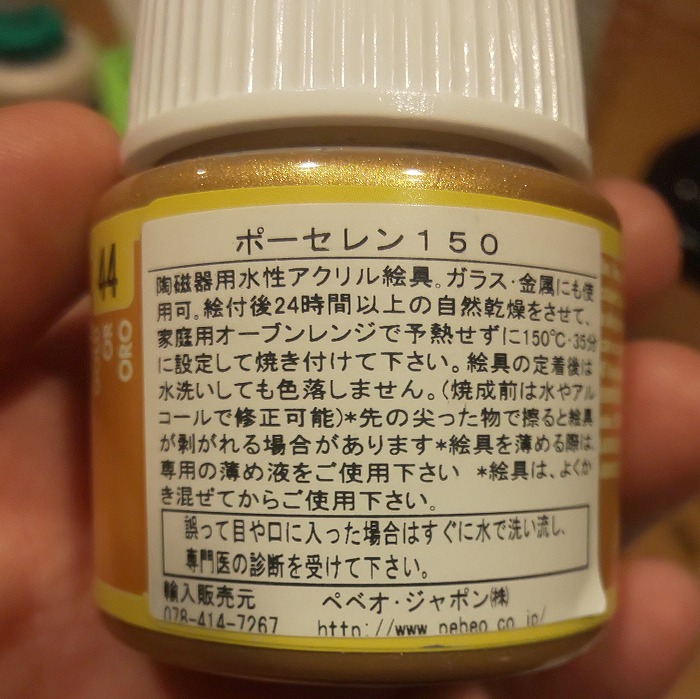 ポーセレン150
陶磁器用水性アクリル絵具。ガラス・金属にも使
用可。絵付後24時間以上の自然乾燥をさせて、
家庭用オーブンレンジで予熱せずに150℃・35分
に設定して焼き付けて下さい。絵具の定着後は
水洗いしても色落しません。(焼成前は水やアル
コールで修正可能)*先の尖った物で擦ると絵具
が剥がれる場合があります*絵具を薄める際は、
専用の薄め液をご使用下さい *絵具は、よくか
き混ぜてからご使用下さい。
誤って目や口に入った場合はすぐに水で洗い流し、
専門医の診断を受けて下さい。
輸入販売元 ペベオ・ジャポン㈱
078-414-7267 http://www.pebeo.co.jp/
44
OR
ORO